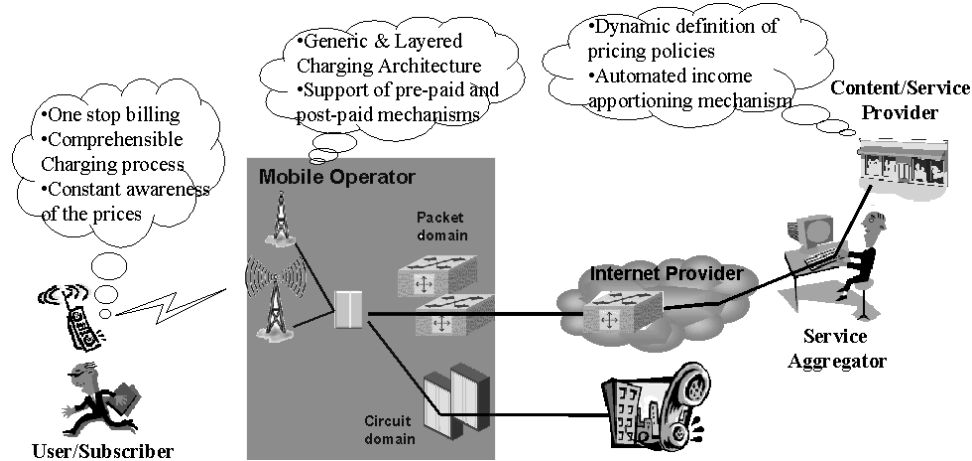 •One stop billing
•Comprehensible
Charging process
•Constant awareness
of the prices
•Generic & Layered
Charging Architecture
•Support of pre-paid and
post-paid mechanisms
•Dynamic definition of
pricing policies
•Automated income
apportioning mechanism
Content/Service
Provider
Mobile Operator
Packet
domain
Internet Provider
Service
Aggregator
Circuit
domain
User/Subscriber